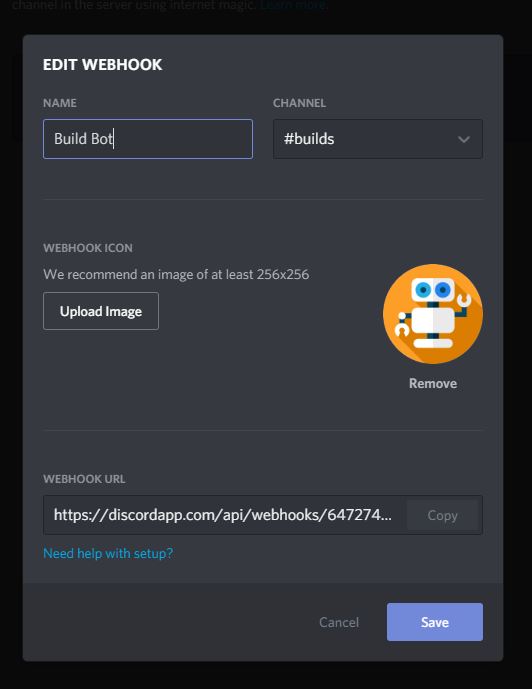 channel in the server using internet magic. Learn more.
EDIT WEBHOOK
NAME
CHANNEL
Build Bot
#builds
WEBHOOK ICON
We recommend an image of at least 256x256
Upload Image
Remove
WEBHOOK URL
https://discordapp.com/api/webhooks/647274...
Copy
Need help with setup?
Cancel
Save